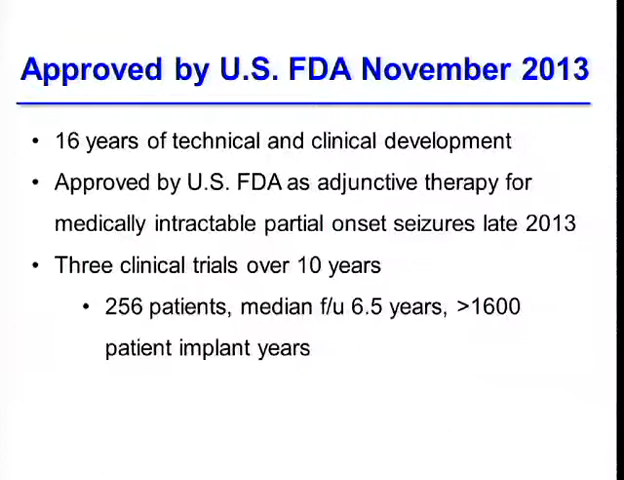 Approved by U.S. FDA November 2013
• 16 years of technical and clinical development
• Approved by U.S. FDA as adjunctive therapy for
medically intractable partial onset seizures late 2013
• Three clinical trials over 10 years
• 256 patients, median f/u 6.5 years, >1600
patient implant years